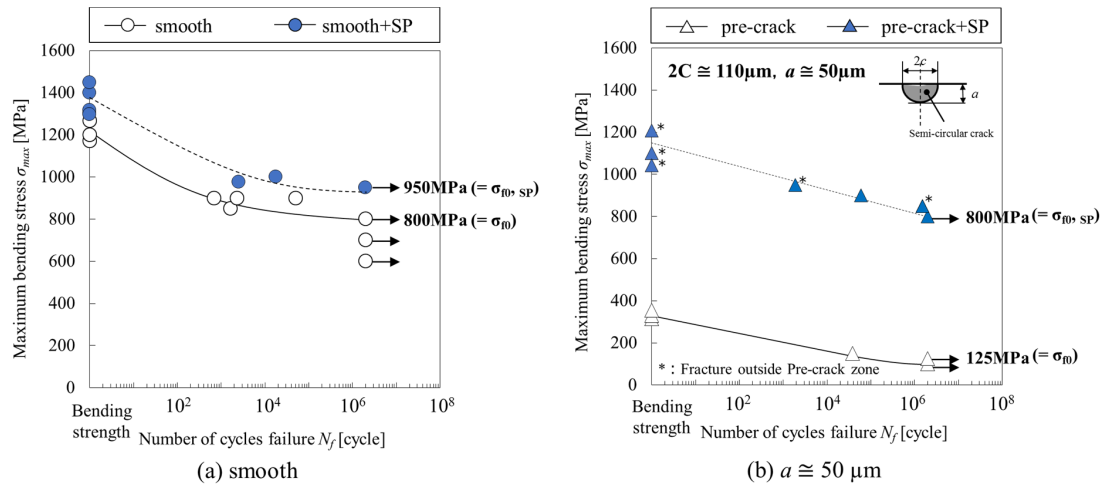 smooth
smooth+SP
Maximum bending stress σmax [MPa]
1600
1400
1200
1000
800
600
400
200
0
950MPa (= σf0, SP)
800MPa (= σf0)
Bending strength
10²
10⁴
10⁶
10⁸
Number of cycles failure Nf [cycle]
(a) smooth
pre-crack
pre-crack+SP
Maximum bending stress σmax [MPa]
1600
1400
1200
1000
800
600
400
200
0
2C ≅ 110μm, a ≅ 50μm
2c
a
Semi-circular crack
*
*
*
*
*
800MPa (= σf0, SP)
125MPa (= σf0)
* : Fracture outside Pre-crack zone
Bending strength
10²
10⁴
10⁶
10⁸
Number of cycles failure Nf [cycle]
(b) a ≅ 50 μm